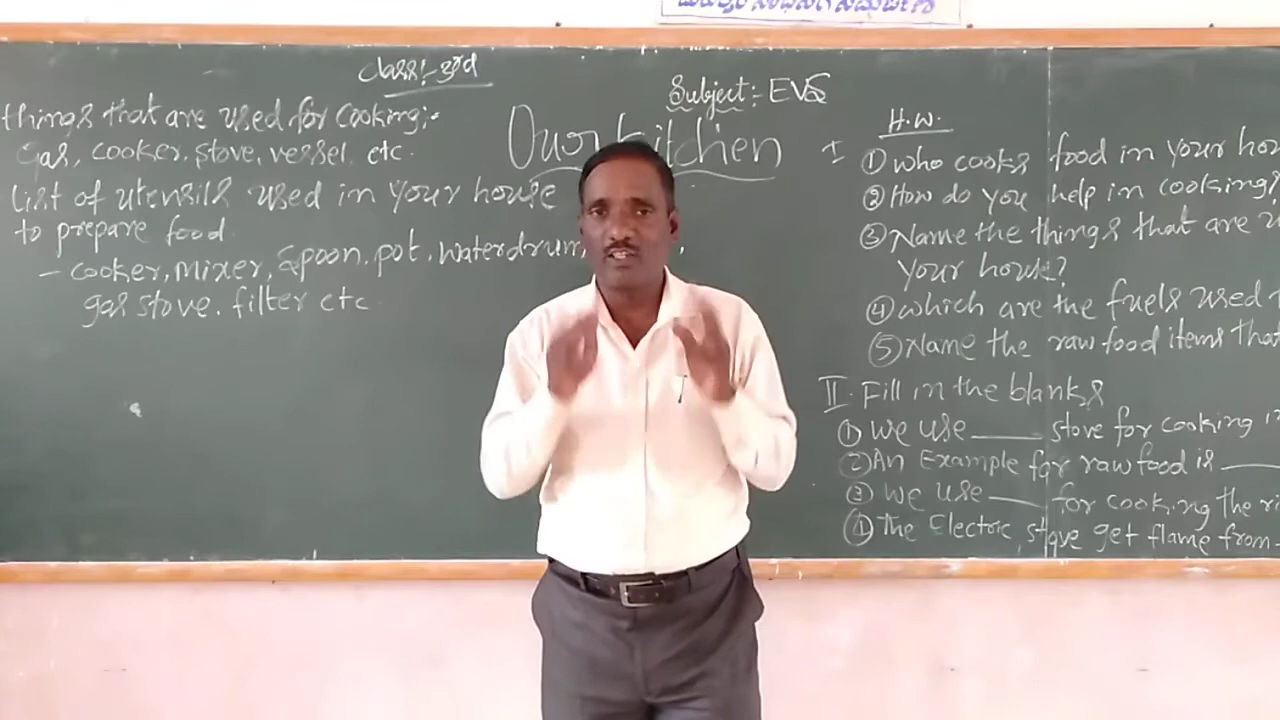 Class:- 3rd
Subject:- EVS
Our kitchen
things that are used for cooking:-
Gas, cooker, stove, vessel, etc.
List of utensils used in your house
to prepare food.
- cooker, mixer, spoon, pot, waterdrum,
gas stove, filter etc
H.W.
I ① Who cooks food in your
② How do you help in cooking
③ Name the things that are
your house?
④ which are the fuels used
⑤ Name the raw food items that
II. Fill in the blanks
① We use ____ stove for cooking
② An Example for raw food is ____
③ We use ____ for cooking the
④ The Electric stove get flame from